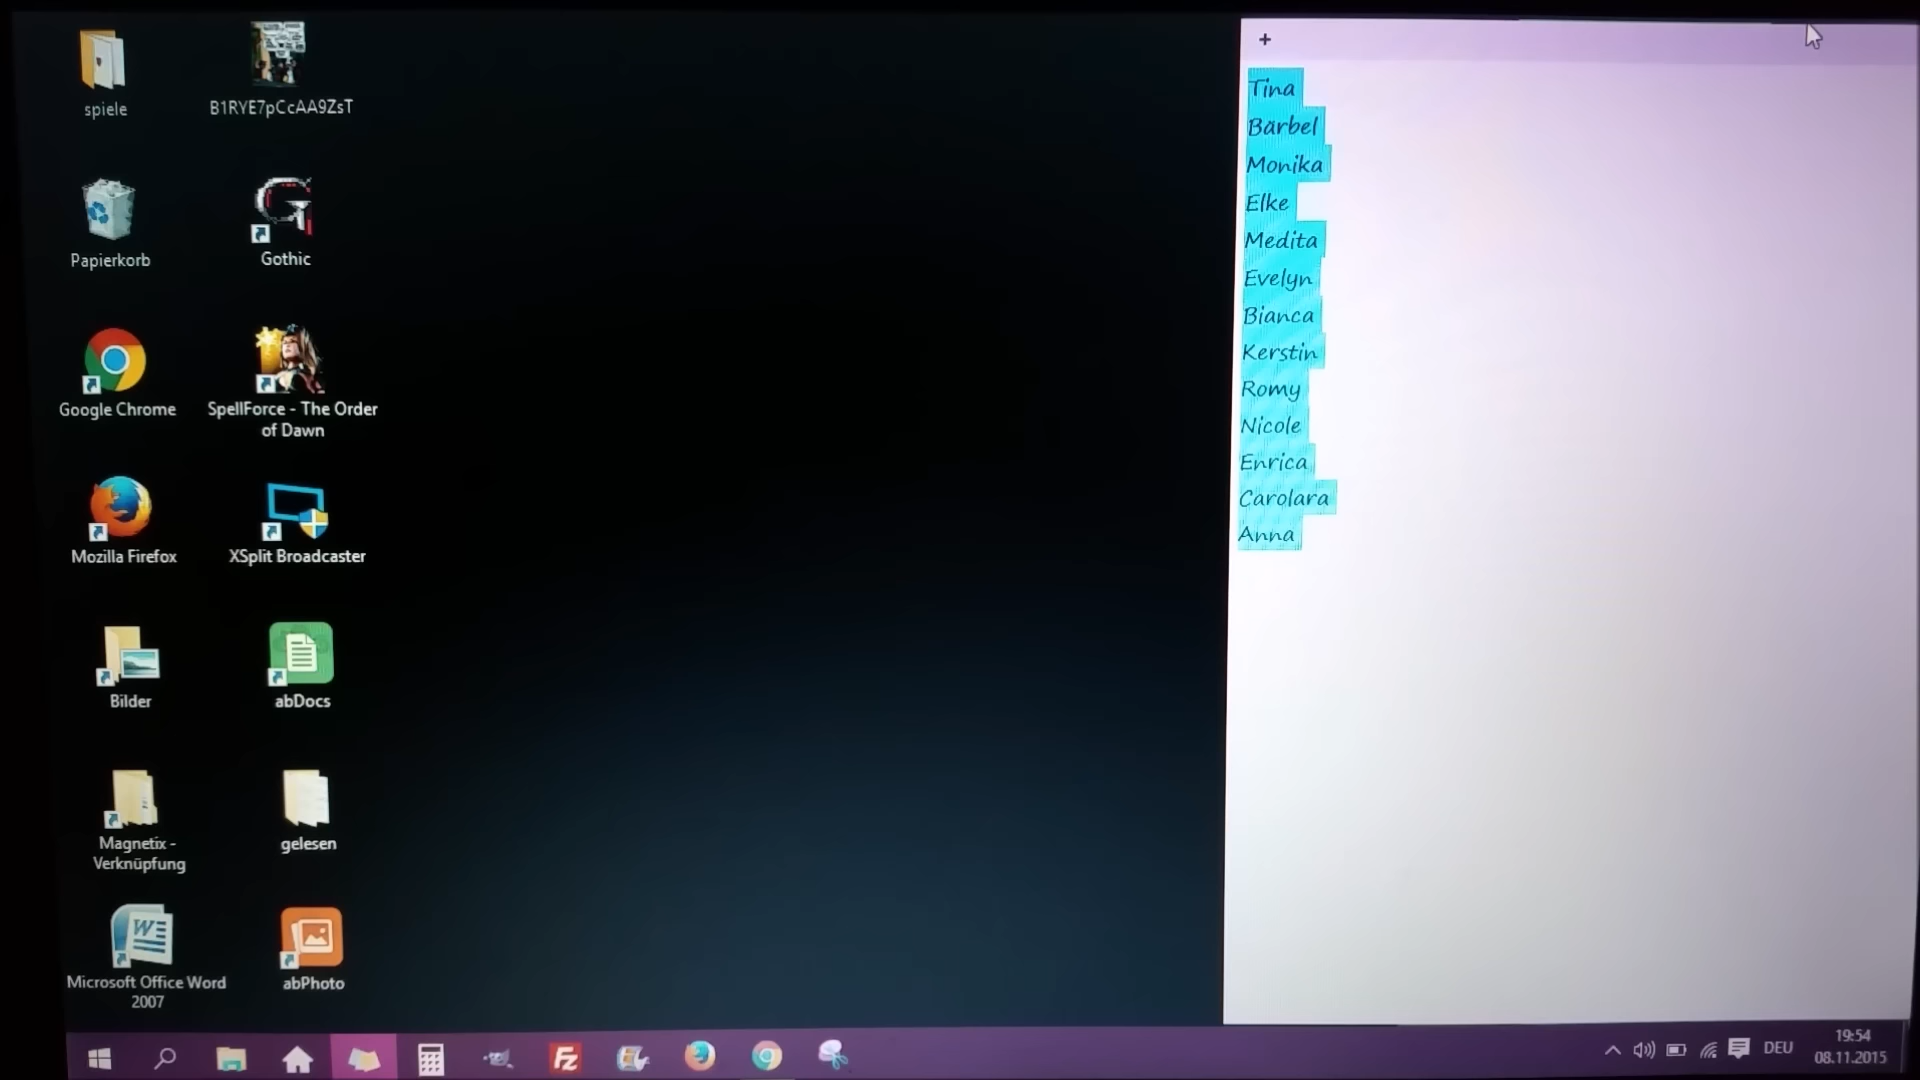 spiele
B1RYE7pCcAA9ZsT
Papierkorb
Gothic
Google Chrome
SpellForce - The Order
of Dawn
Mozilla Firefox
XSplit Broadcaster
Bilder
abDocs
Magnetix -
Verknüpfung
gelesen
Microsoft Office Word
2007
abPhoto
+
Tina
Bärbel
Monika
Elke
Medita
Evelyn
Bianca
Kerstin
Romy
Nicole
Enrica
Carolara
Anna
FZ
DEU
19:54
08.11.2015